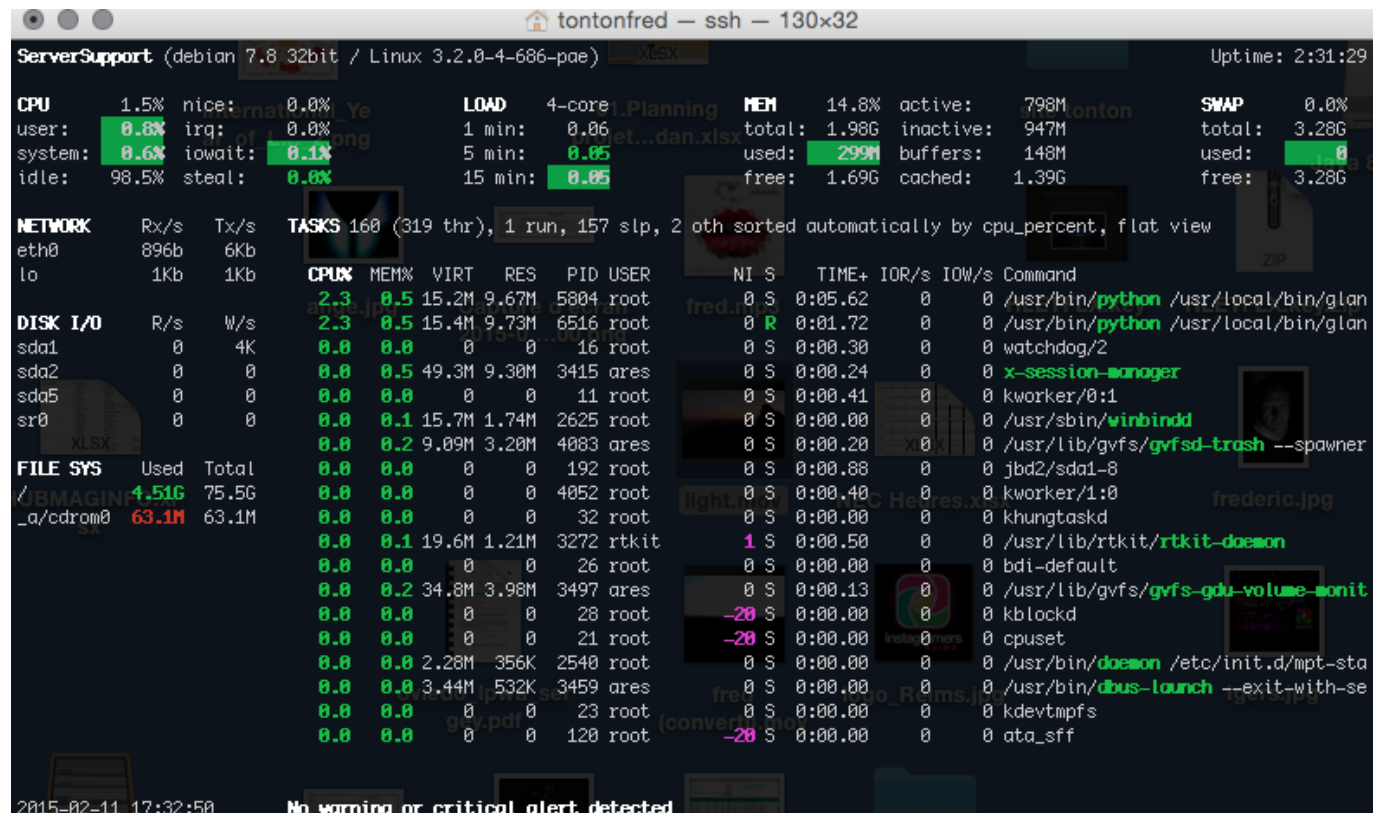 tontonfred — ssh — 130×32
ServerSupport (debian 7.8 32bit / Linux 3.2.0-4-686-pae) Uptime: 2:31:29
CPU 1.5% nice: 0.0% LOAD 4-core MEM 14.8% active: 798M SWAP 0.0%
user: 0.8% irq: 0.0% 1 min: 0.06 total: 1.98G inactive: 947M total: 3.28G
system: 0.6% iowait: 0.1% 5 min: 0.05 used: 299M buffers: 148M used: 0
idle: 98.5% steal: 0.0% 15 min: 0.05 free: 1.69G cached: 1.39G free: 3.28G
NETWORK Rx/s Tx/s TASKS 160 (319 thr), 1 run, 157 slp, 2 oth sorted automatically by cpu_percent, flat view
eth0 896b 6Kb
lo 1Kb 1Kb CPU% MEM% VIRT RES PID USER NI S TIME+ IOR/s IOW/s Command
2.3 0.5 15.2M 9.67M 5804 root 0 S 0:05.62 0 0 /usr/bin/python /usr/local/bin/glan
DISK I/O R/s W/s 2.3 0.5 15.4M 9.73M 6516 root 0 R 0:01.72 0 0 /usr/bin/python /usr/local/bin/glan
sda1 0 4K 0.0 0.0 0 0 16 root 0 S 0:00.30 0 0 watchdog/2
sda2 0 0 0.0 0.5 49.3M 9.30M 3415 ares 0 S 0:00.24 0 0 x-session-manager
sda5 0 0 0.0 0.0 0 0 11 root 0 S 0:00.41 0 0 kworker/0:1
sr0 0 0 0.0 0.1 15.7M 1.74M 2625 root 0 S 0:00.00 0 0 /usr/sbin/winbindd
0.0 0.2 9.09M 3.20M 4083 ares 0 S 0:00.20 0 0 /usr/lib/gvfs/gvfsd-trash --spawner
FILE SYS Used Total 0.0 0.0 0 0 192 root 0 S 0:00.88 0 0 jbd2/sda1-8
/ 4.51G 75.5G 0.0 0.0 0 0 4052 root 0 S 0:00.40 0 0 kworker/1:0
_a/cdrom0 63.1M 63.1M 0.0 0.0 0 0 32 root 0 S 0:00.00 0 0 khungtaskd
0.0 0.1 19.6M 1.21M 3272 rtkit 1 S 0:00.50 0 0 /usr/lib/rtkit/rtkit-daemon
0.0 0.0 0 0 26 root 0 S 0:00.00 0 0 bdi-default
0.0 0.2 34.8M 3.98M 3497 ares 0 S 0:00.13 0 0 /usr/lib/gvfs/gvfs-gdu-volume-monit
0.0 0.0 0 0 28 root -20 S 0:00.00 0 0 kblockd
0.0 0.0 0 0 21 root -20 S 0:00.00 0 0 cpuset
0.0 0.0 2.28M 356K 2540 root 0 S 0:00.00 0 0 /usr/bin/daemon /etc/init.d/mpt-sta
0.0 0.0 3.44M 532K 3459 ares 0 S 0:00.00 0 0 /usr/bin/dbus-launch --exit-with-se
0.0 0.0 0 0 23 root 0 S 0:00.00 0 0 kdevtmpfs
0.0 0.0 0 0 120 root -20 S 0:00.00 0 0 ata_sff
2015-02-11 17:32:50 No warning or critical alert detected